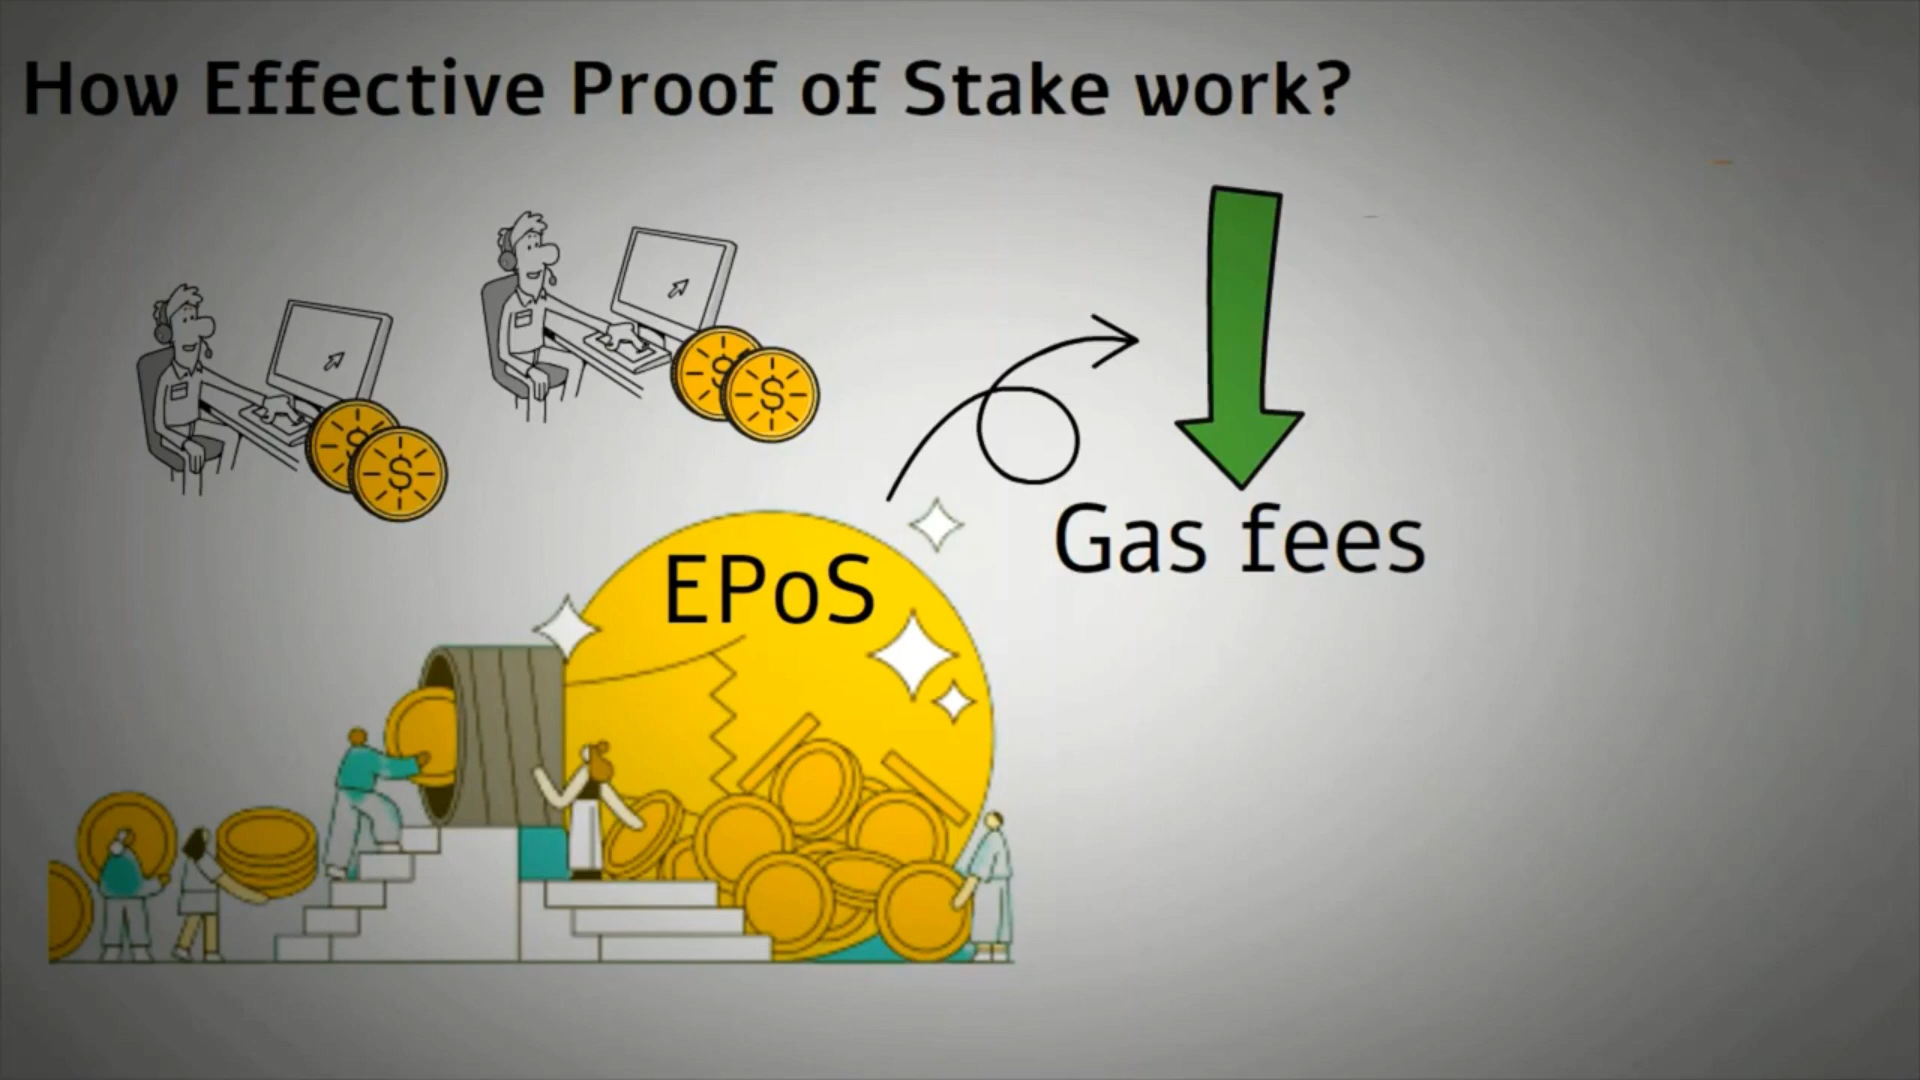 How Effective Proof of Stake work?
$ $
$ $
EPoS
Gas fees